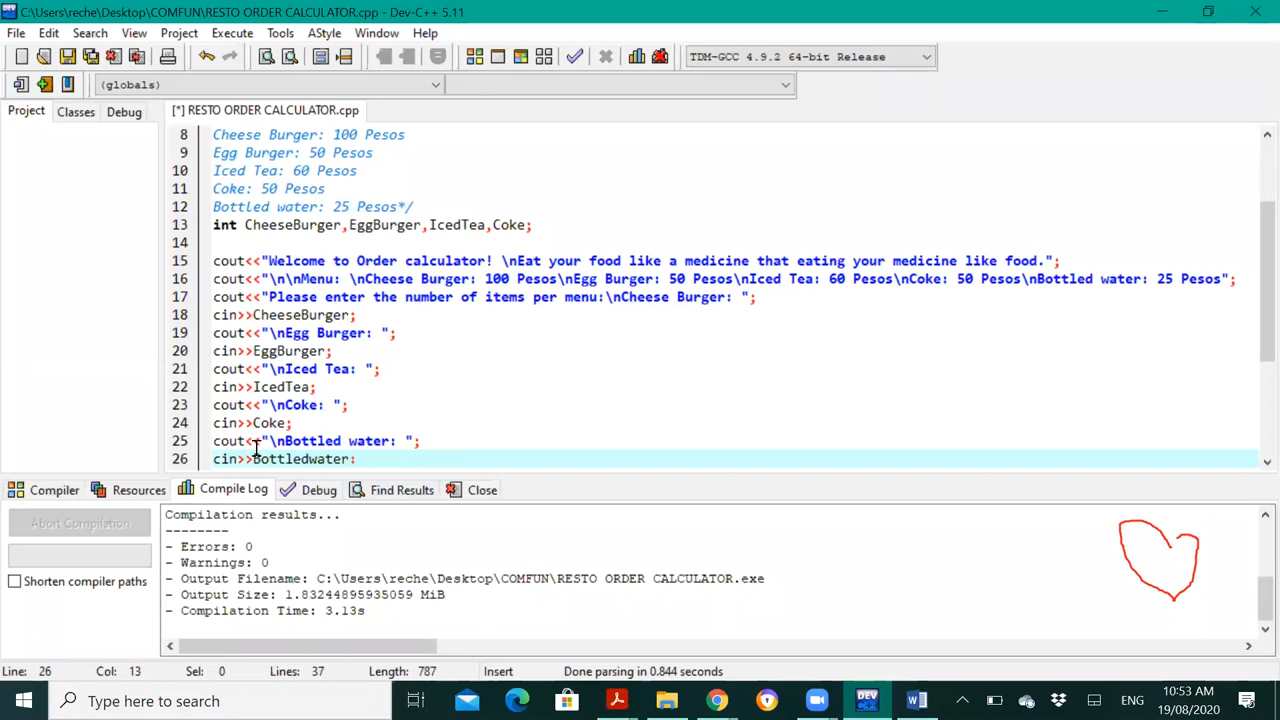 C:\Users\reche\Desktop\COMFUN\RESTO ORDER CALCULATOR.cpp - Dev-C++ 5.11
File Edit Search View Project Execute Tools AStyle Window Help
TDM-GCC 4.9.2 64-bit Release
(globals)
Project Classes Debug [*] RESTO ORDER CALCULATOR.cpp
8 Cheese Burger: 100 Pesos
9 Egg Burger: 50 Pesos
10 Iced Tea: 60 Pesos
11 Coke: 50 Pesos
12 Bottled water: 25 Pesos*/
13 int CheeseBurger,EggBurger,IcedTea,Coke;
14
15 cout<<"Welcome to Order calculator! \nEat your food like a medicine that eating your medicine like food.";
16 cout<<"\n\nMenu: \nCheese Burger: 100 Pesos\nEgg Burger: 50 Pesos\nIced Tea: 60 Pesos\nCoke: 50 Pesos\nBottled water: 25 Pesos";
17 cout<<"Please enter the number of items per menu:\nCheese Burger: ";
18 cin>>CheeseBurger;
19 cout<<"\nEgg Burger: ";
20 cin>>EggBurger;
21 cout<<"\nIced Tea: ";
22 cin>>IcedTea;
23 cout<<"\nCoke: ";
24 cin>>Coke;
25 cout<<"\nBottled water: ";
26 cin>>Bottledwater:
Compiler Resources Compile Log Debug Find Results Close
Abort Compilation
Shorten compiler paths
Compilation results...
--------
- Errors: 0
- Warnings: 0
- Output Filename: C:\Users\reche\Desktop\COMFUN\RESTO ORDER CALCULATOR.exe
- Output Size: 1.83244895935059 MiB
- Compilation Time: 3.13s
Line: 26 Col: 13 Sel: 0 Lines: 37 Length: 787 Insert Done parsing in 0.844 seconds
Type here to search
DEV
ENG
10:53 AM
19/08/2020